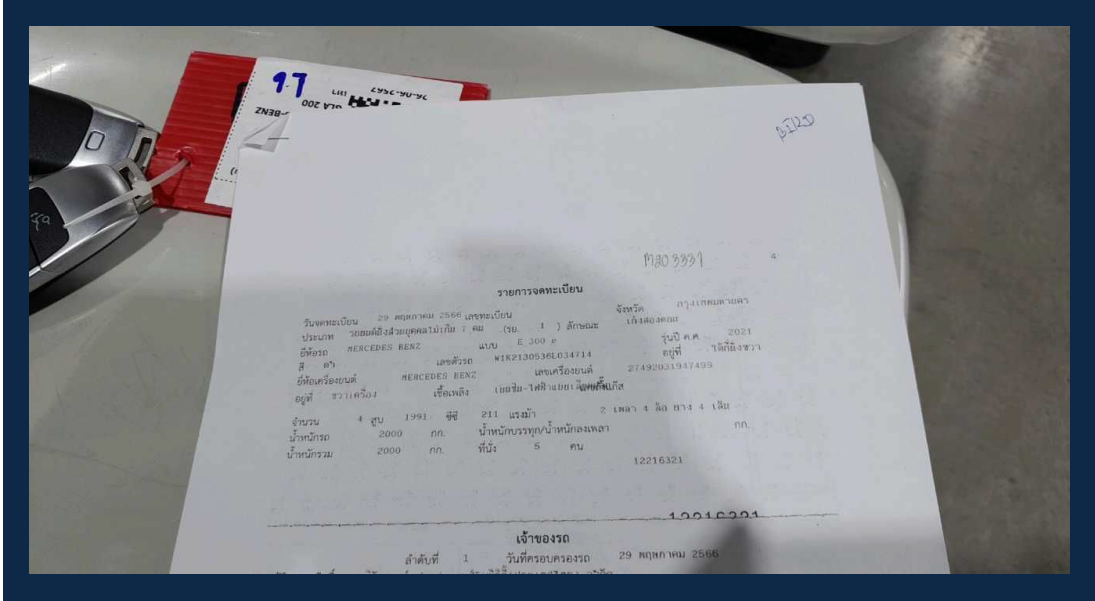 17
26-06-2567
GLA 200
-BENZ
BIRD
4
รายการจดทะเบียน
วันจดทะเบียน 29 พฤษภาคม 2566 เลขทะเบียน จังหวัด กรุงเทพมหานคร
ประเภท รถยนต์นั่งส่วนบุคคลไม่เกิน 7 คน (รย. 1 ) ลักษณะ เก๋งสองตอน
ยี่ห้อรถ MERCEDES BENZ แบบ E 300 e รุ่นปี ค.ศ. 2021
สี ดำ เลขตัวรถ W1K2130536L034714 อยู่ที่ ใต้ที่นั่งขวา
ยี่ห้อเครื่องยนต์ MERCEDES BENZ เลขเครื่องยนต์ 27492031947499
อยู่ที่ ขวาเครื่อง เชื้อเพลิง เบนซิน-ไฟฟ้า
จำนวน 4 สูบ 1991 ซีซี 211 แรงม้า 2 เพลา 4 ล้อ ยาง 4 เส้น
น้ำหนักรถ 2000 กก. น้ำหนักบรรทุก/น้ำหนักลงเพลา กก.
น้ำหนักรวม 2000 กก. ที่นั่ง 5 คน
12216321
12216321
เจ้าของรถ
ลำดับที่ 1 วันที่ครอบครองรถ 29 พฤษภาคม 2566